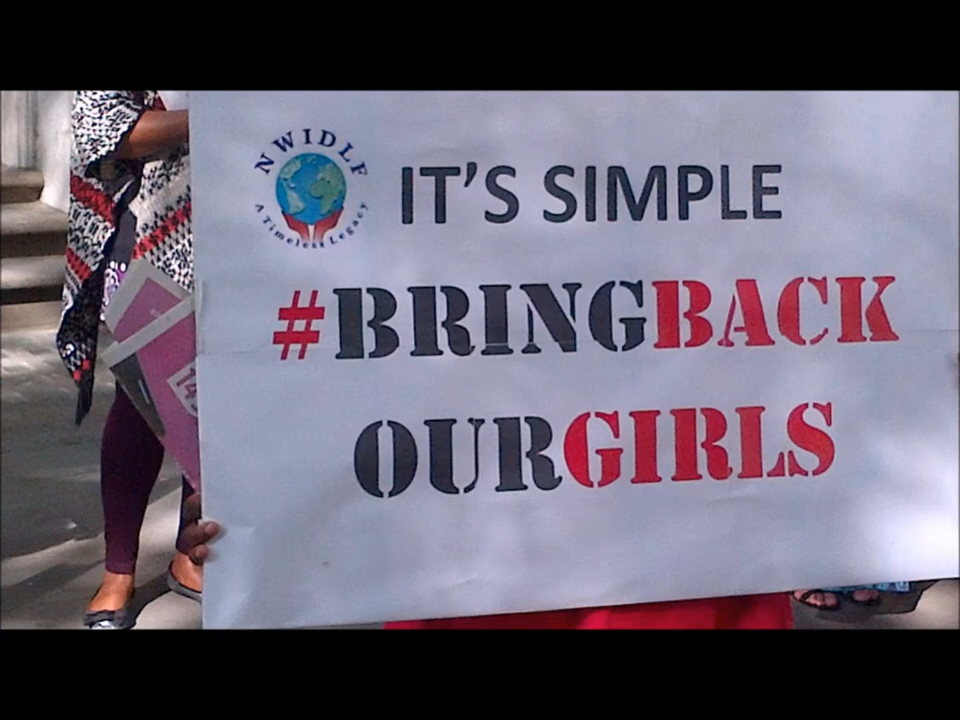 NWIDLF
A Timeless Legacy
IT'S SIMPLE
#BRINGBACK
OURGIRLS